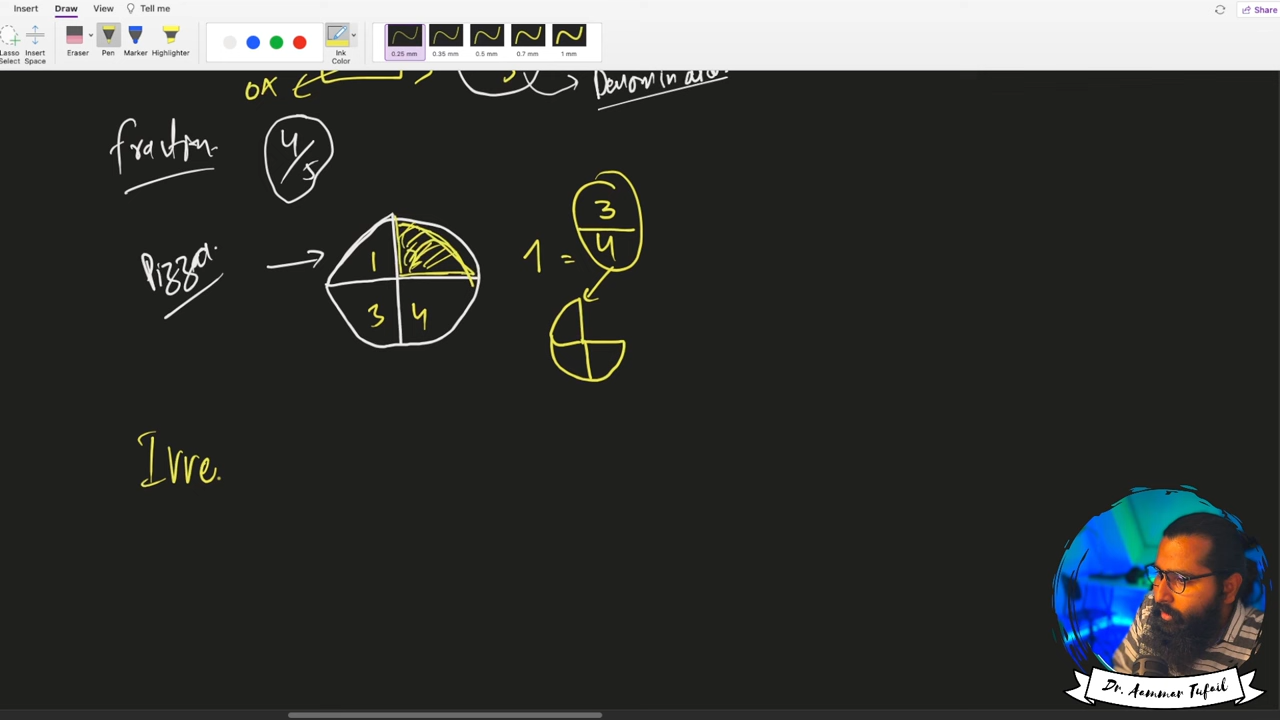 Insert Draw View Tell me
Share
Lasso Select
Insert Space
Eraser
Pen
Marker
Highlighter
Ink Color
0.25 mm
0.35 mm
0.5 mm
0.7 mm
1 mm
Denominator
fraction 4/5
Pizza
1
3 4
1 = 3/4
Irre
Dr. Aammar Tufail